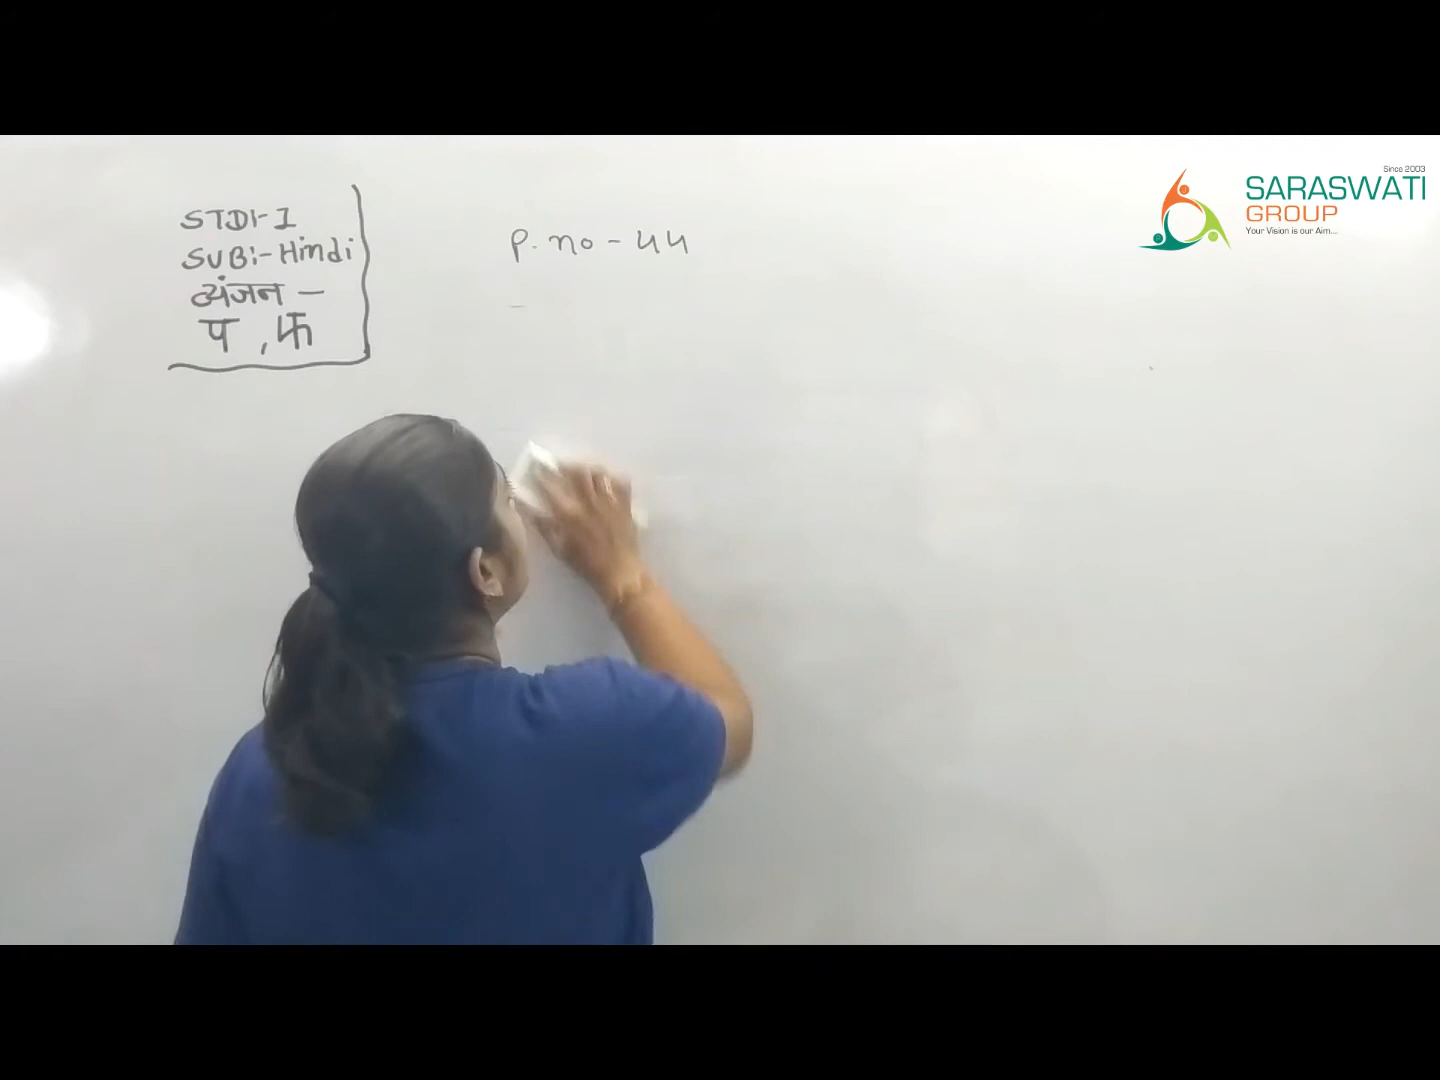 STD:-I
SUB:-Hindi
व्यंजन -
प , फ
P. no - 44
Since 2003
SARASWATI
GROUP
Your Vision is our Aim...